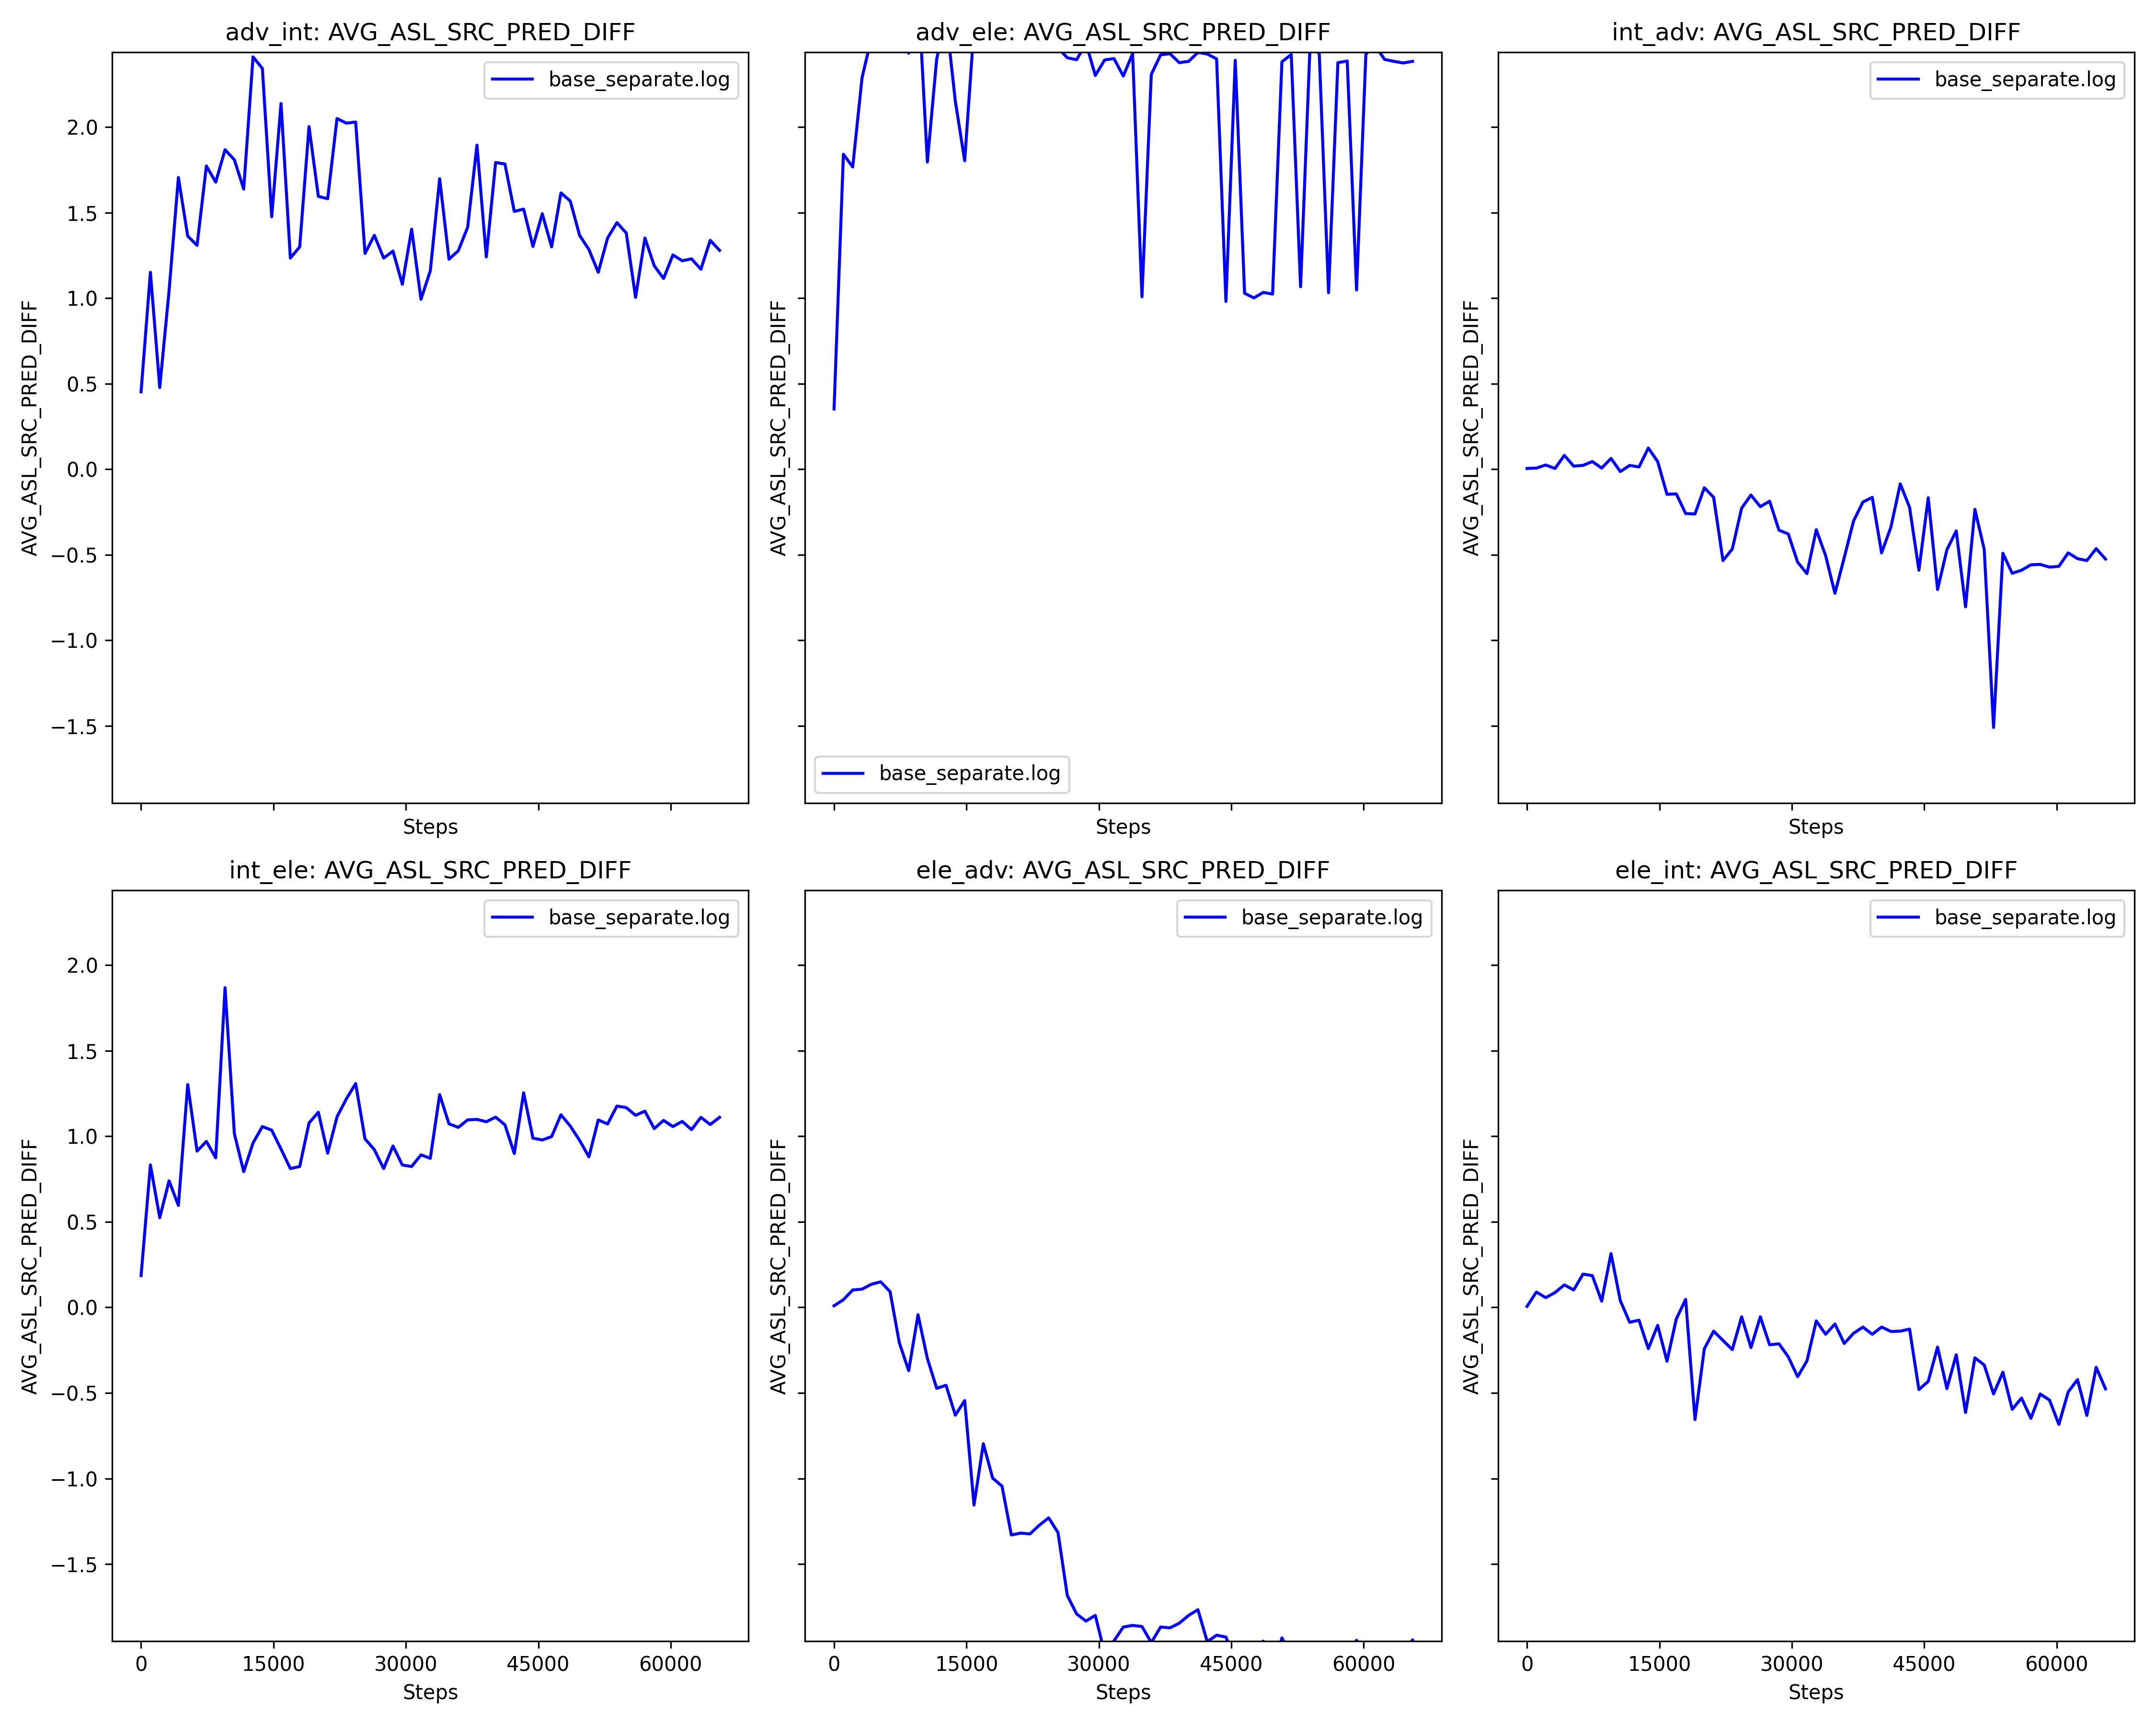 adv_int: AVG_ASL_SRC_PRED_DIFF
adv_ele: AVG_ASL_SRC_PRED_DIFF
int_adv: AVG_ASL_SRC_PRED_DIFF
base_separate.log
base_separate.log
base_separate.log
AVG_ASL_SRC_PRED_DIFF
AVG_ASL_SRC_PRED_DIFF
AVG_ASL_SRC_PRED_DIFF
2.0
1.5
1.0
0.5
0.0
−0.5
−1.0
−1.5
Steps
Steps
Steps
int_ele: AVG_ASL_SRC_PRED_DIFF
ele_adv: AVG_ASL_SRC_PRED_DIFF
ele_int: AVG_ASL_SRC_PRED_DIFF
base_separate.log
base_separate.log
base_separate.log
AVG_ASL_SRC_PRED_DIFF
AVG_ASL_SRC_PRED_DIFF
AVG_ASL_SRC_PRED_DIFF
2.0
1.5
1.0
0.5
0.0
−0.5
−1.0
−1.5
0 15000 30000 45000 60000
0 15000 30000 45000 60000
0 15000 30000 45000 60000
Steps
Steps
Steps